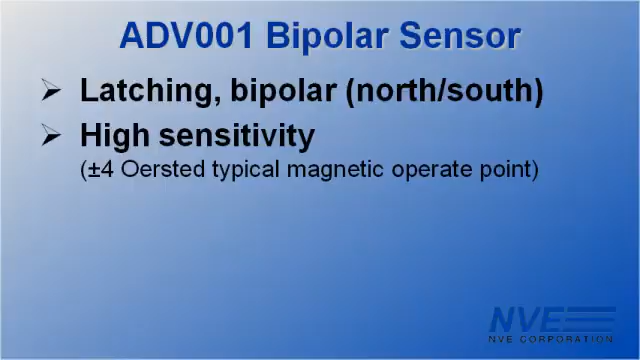 ADV001 Bipolar Sensor
➢ Latching, bipolar (north/south)
➢ High sensitivity
(±4 Oersted typical magnetic operate point)
NVE
NVE CORPORATION